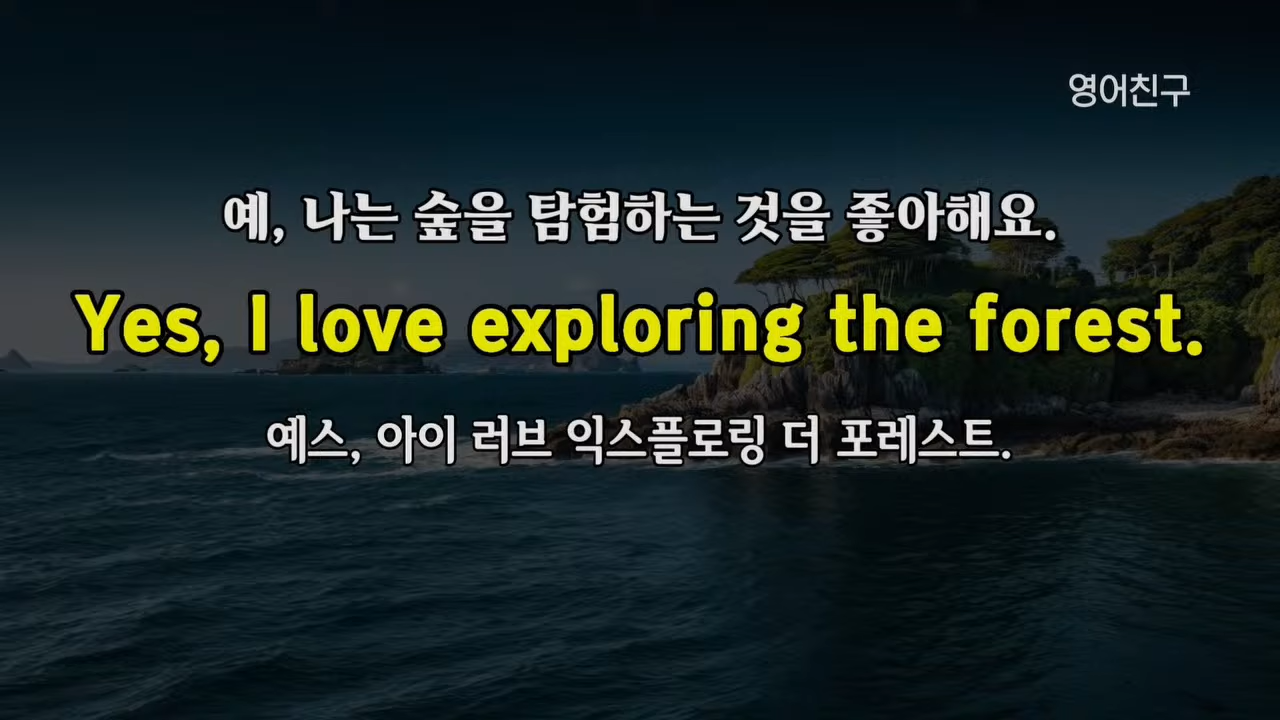 영어친구
예, 나는 숲을 탐험하는 것을 좋아해요.
Yes, I love exploring the forest.
예스, 아이 러브 익스플로링 더 포레스트.